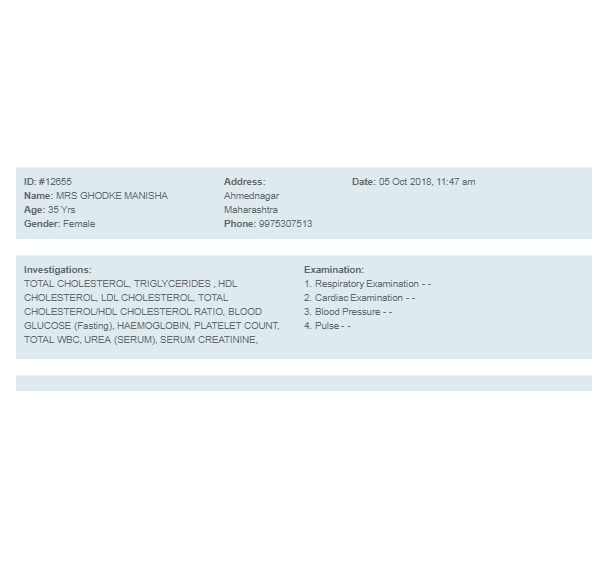 ID: #12655
Name: MRS GHODKE MANISHA
Age: 35 Yrs
Gender: Female
Address:
Ahmednagar
Maharashtra
Phone: 9975307513
Date: 05 Oct 2018, 11:47 am
Investigations:
TOTAL CHOLESTEROL, TRIGLYCERIDES , HDL
CHOLESTEROL, LDL CHOLESTEROL, TOTAL
CHOLESTEROL/HDL CHOLESTEROL RATIO, BLOOD
GLUCOSE (Fasting), HAEMOGLOBIN, PLATELET COUNT,
TOTAL WBC, UREA (SERUM), SERUM CREATININE,
Examination:
1. Respiratory Examination - -
2. Cardiac Examination - -
3. Blood Pressure - -
4. Pulse - -